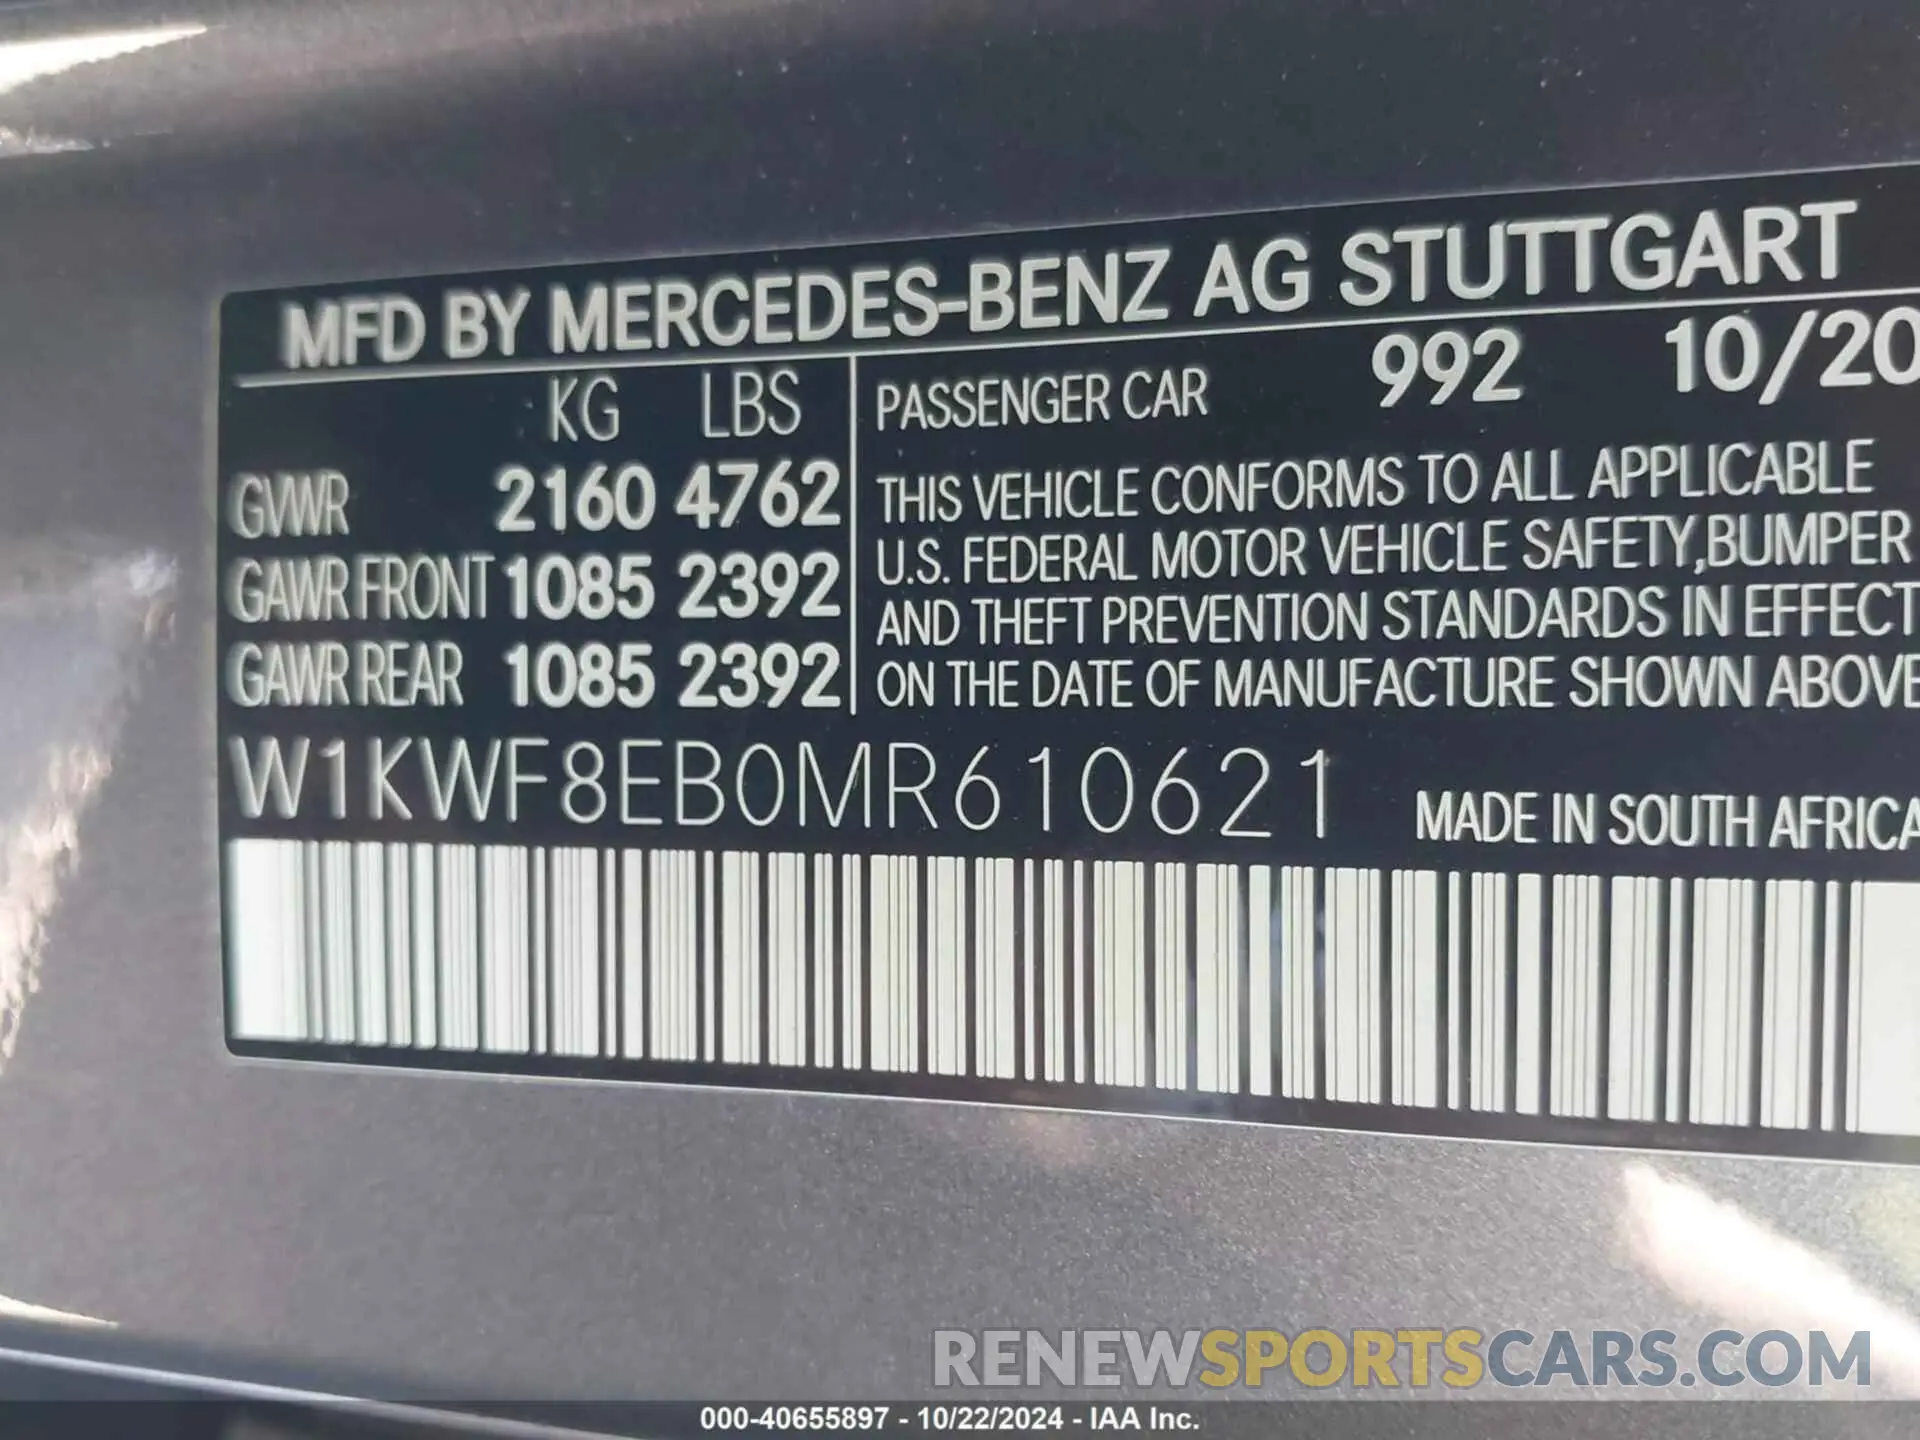 MFD BY MERCEDES-BENZ AG STUTTGART
KG LBS PASSENGER CAR 992 10/20
GVWR 2160 4762
GAWR FRONT 1085 2392
GAWR REAR 1085 2392
THIS VEHICLE CONFORMS TO ALL APPLICABLE
U.S. FEDERAL MOTOR VEHICLE SAFETY,BUMPER
AND THEFT PREVENTION STANDARDS IN EFFECT
ON THE DATE OF MANUFACTURE SHOWN ABOVE
W1KWF8EB0MR610621 MADE IN SOUTH AFRICA
RENEWSPORTSCARS.COM
000-40655897 - 10/22/2024 - IAA Inc.